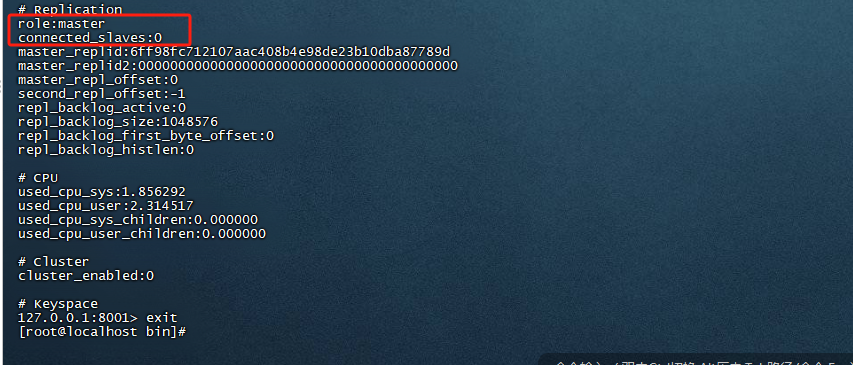 # Replication
role:master
connected_slaves:0
master_replid:6ff98fc712107aac408b4e98de23b10dba87789d
master_replid2:0000000000000000000000000000000000000000
master_repl_offset:0
second_repl_offset:-1
repl_backlog_active:0
repl_backlog_size:1048576
repl_backlog_first_byte_offset:0
repl_backlog_histlen:0
# CPU
used_cpu_sys:1.856292
used_cpu_user:2.314517
used_cpu_sys_children:0.000000
used_cpu_user_children:0.000000
# Cluster
cluster_enabled:0
# Keyspace
127.0.0.1:8001> exit
[root@localhost bin]#